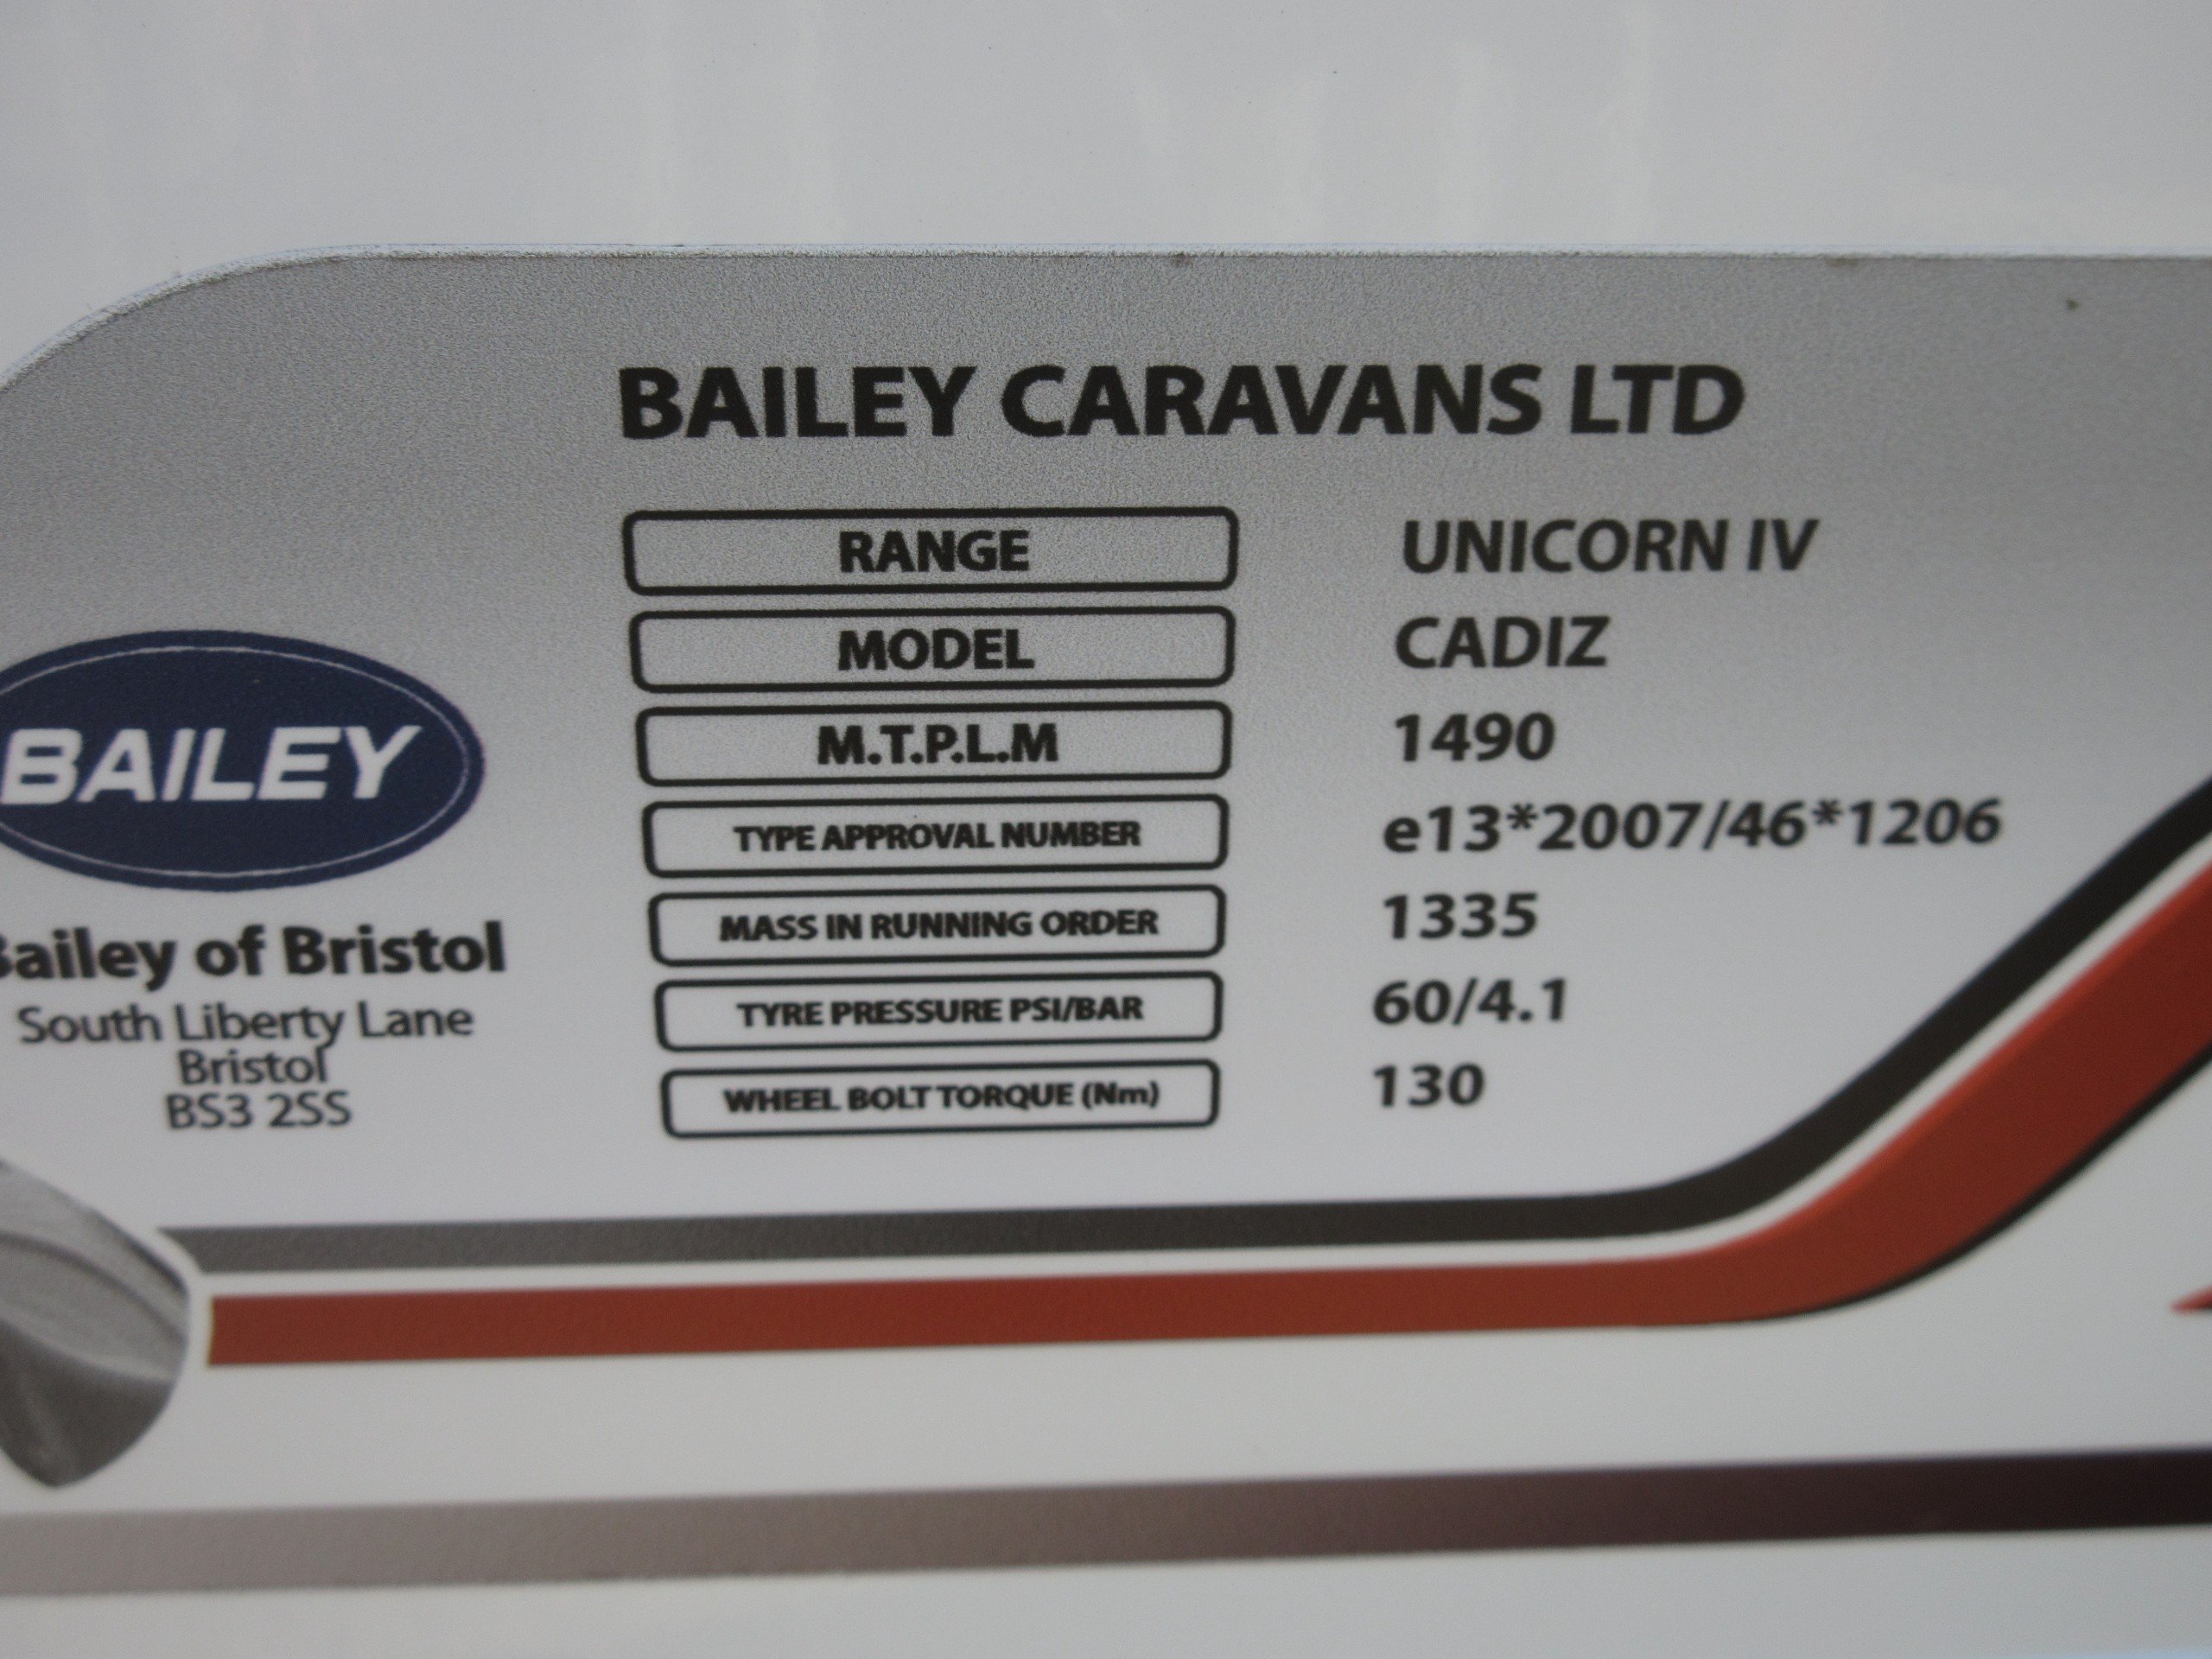 BAILEY CARAVANS LTD
RANGE UNICORN IV
MODEL CADIZ
M.T.P.L.M 1490
TYPE APPROVAL NUMBER e13*2007/46*1206
MASS IN RUNNING ORDER 1335
TYRE PRESSURE PSI/BAR 60/4.1
WHEEL BOLT TORQUE (Nm) 130
BAILEY
Bailey of Bristol
South Liberty Lane
Bristol
BS3 2SS